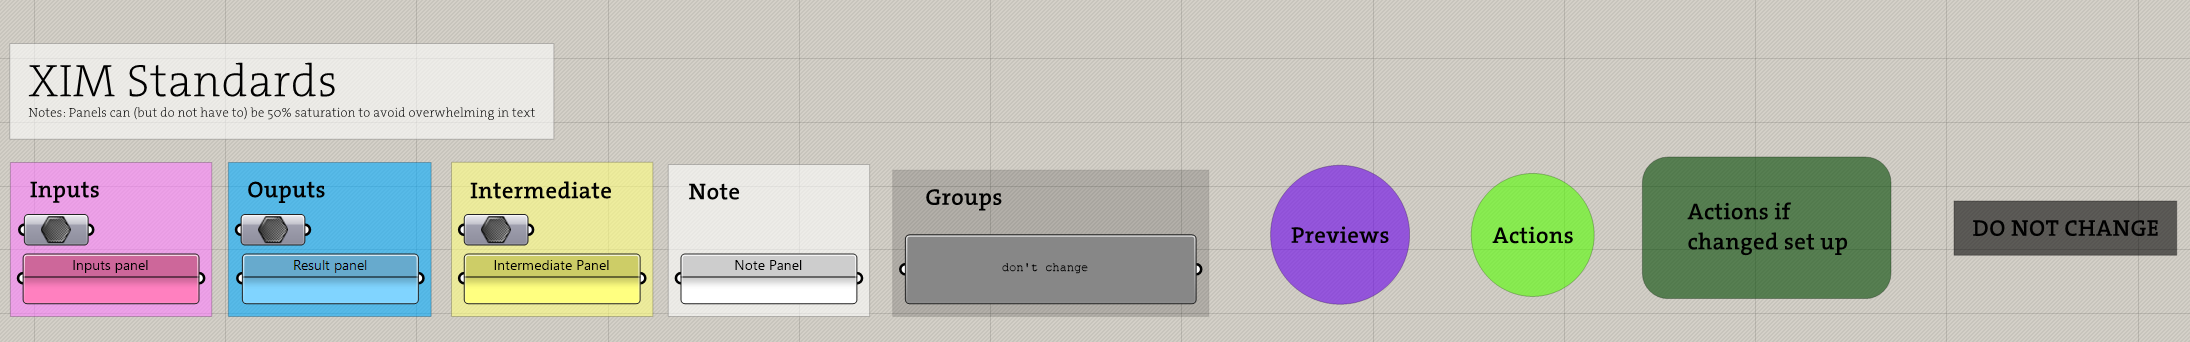 XIM Standards
Notes: Panels can (but do not have to) be 50% saturation to avoid overwhelming in text
Inputs
Inputs panel
Ouputs
Result panel
Intermediate
Intermediate Panel
Note
Note Panel
Groups
don't change
Previews
Actions
Actions if
changed set up
DO NOT CHANGE